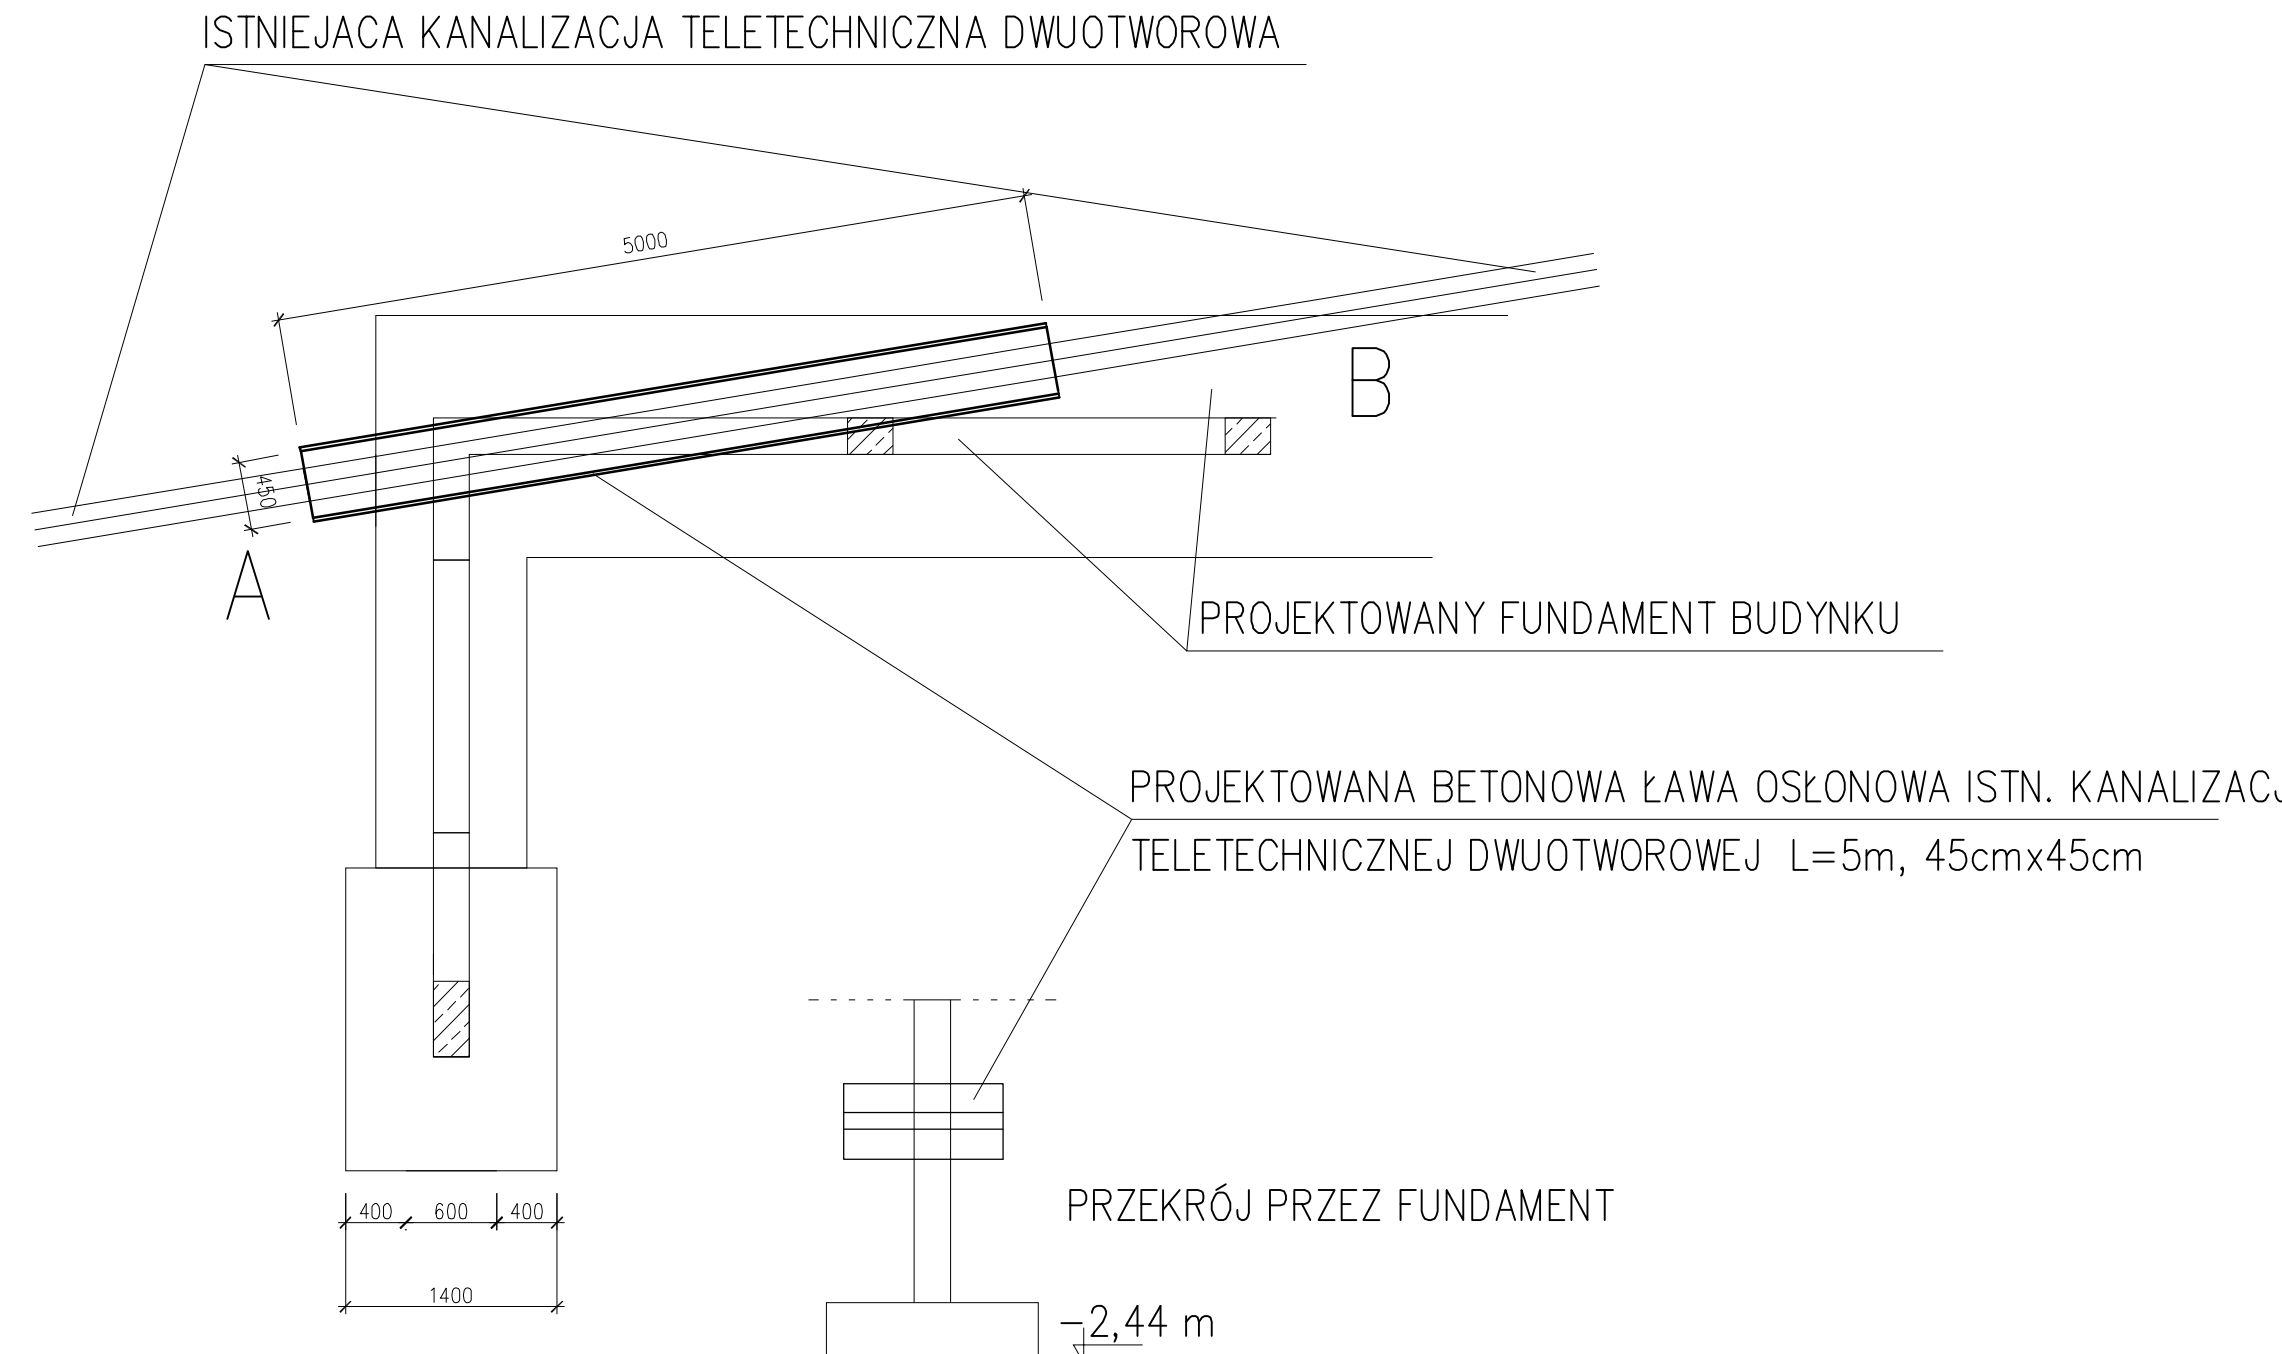 ISTNIEJACA KANALIZACJA TELETECHNICZNA DWUOTWOROWA
5000
B
450
A
PROJEKTOWANY FUNDAMENT BUDYNKU
PROJEKTOWANA BETONOWA ŁAWA OSŁONOWA ISTN. KANALIZACJ
TELETECHNICZNEJ DWUOTWOROWEJ L=5m, 45cmx45cm
PRZEKRÓJ PRZEZ FUNDAMENT
400 600 400
1400
-2,44 m